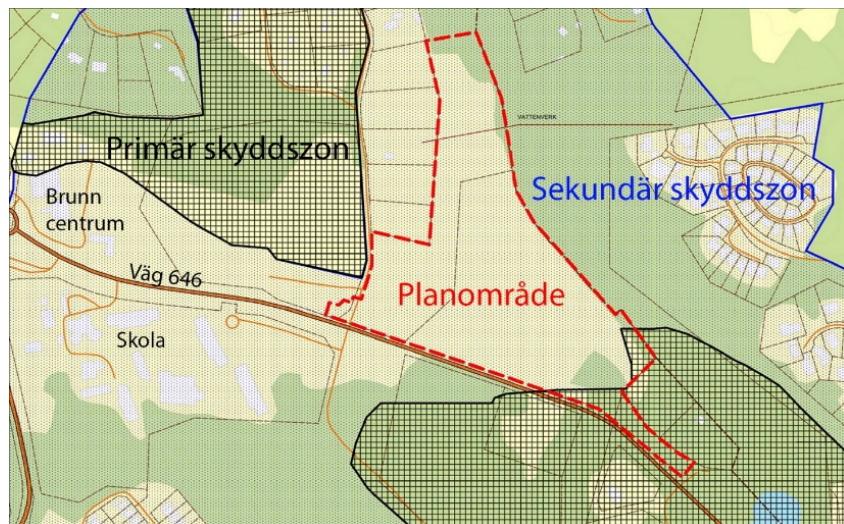 VATTENVERK
Primär skyddszon
Sekundär skyddszon
Brunn
centrum
Väg 646
Planområde
Skola